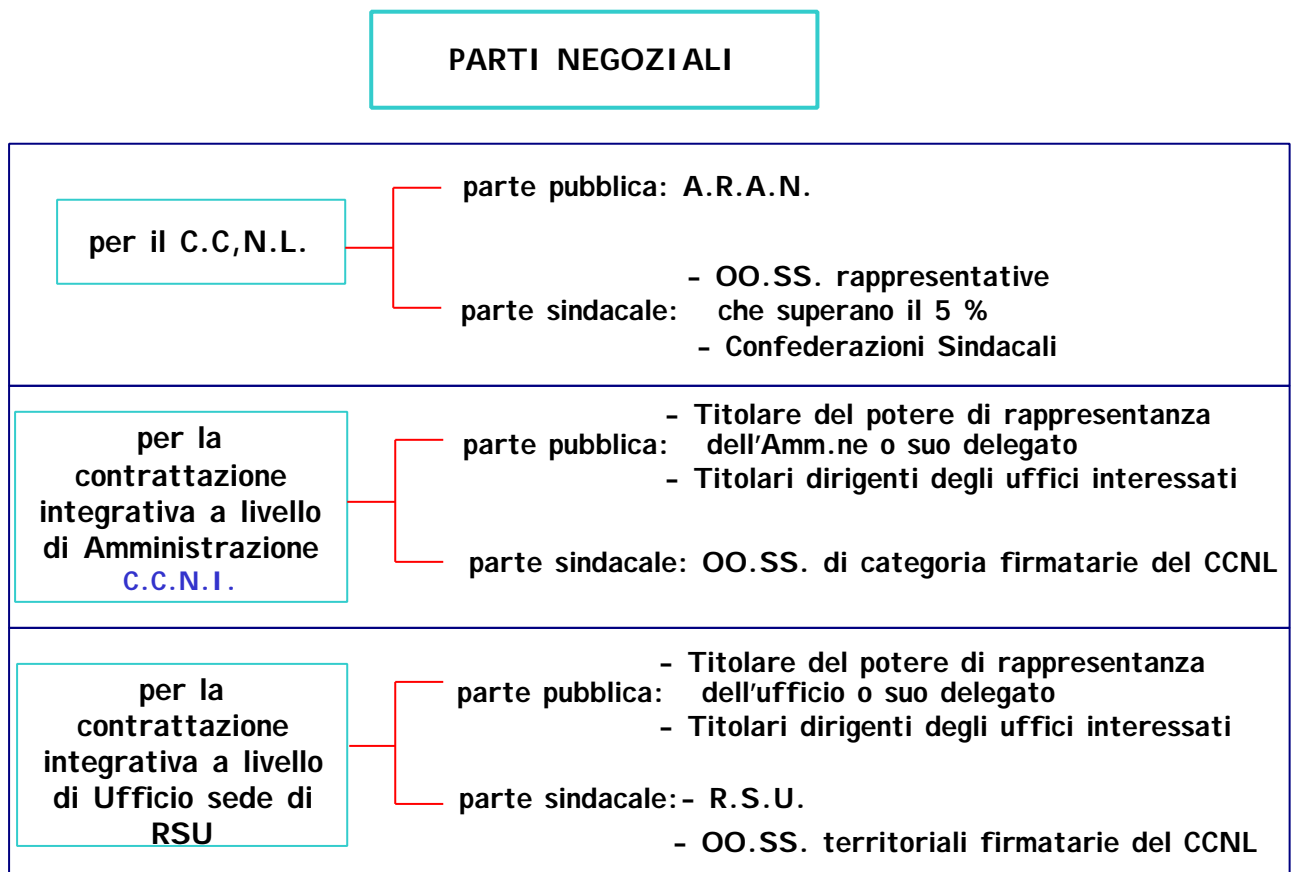 PARTI NEGOZIALI
per il C.C,N.L.
parte pubblica: A.R.A.N.
parte sindacale:
– OO.SS. rappresentative
che superano il 5 %
– Confederazioni Sindacali
per la
contrattazione
integrativa a livello
di Amministrazione
C.C.N.I.
parte pubblica:
– Titolare del potere di rappresentanza
dell'Amm.ne o suo delegato
– Titolari dirigenti degli uffici interessati
parte sindacale: OO.SS. di categoria firmatarie del CCNL
per la
contrattazione
integrativa a livello
di Ufficio sede di
RSU
parte pubblica:
– Titolare del potere di rappresentanza
dell'ufficio o suo delegato
– Titolari dirigenti degli uffici interessati
parte sindacale:– R.S.U.
– OO.SS. territoriali firmatarie del CCNL